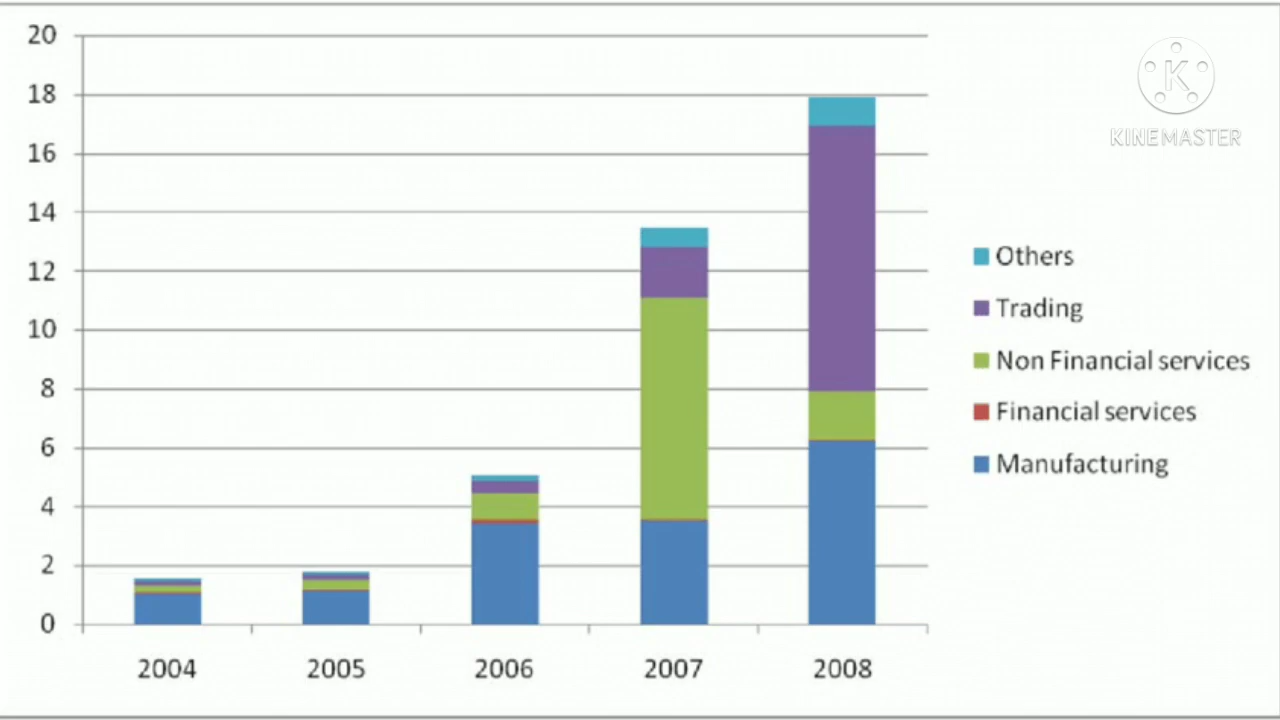 20
18
16
14
12
10
8
6
4
2
0
2004 2005 2006 2007 2008
K
KINEMASTER
Others
Trading
Non Financial services
Financial services
Manufacturing